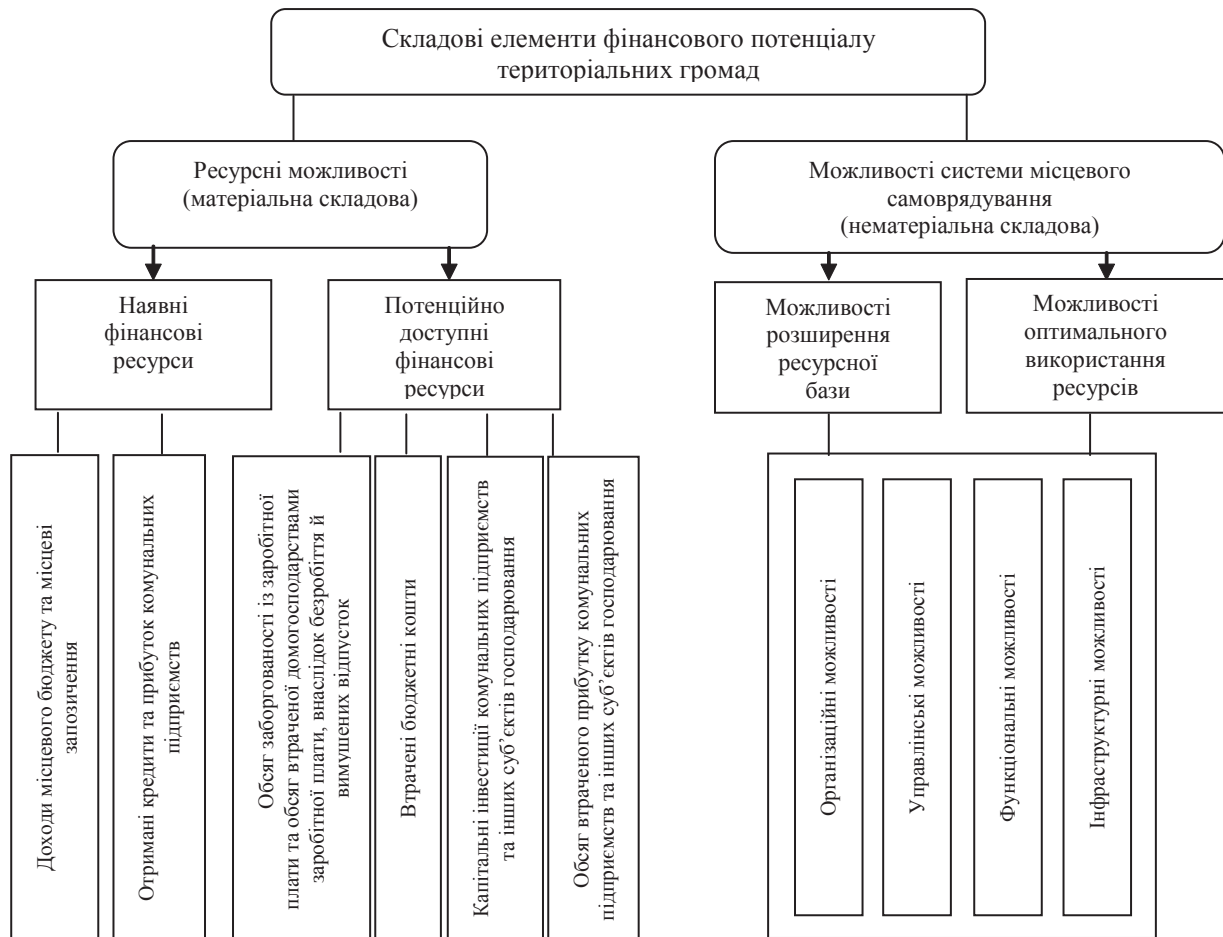 Складові елементи фінансового потенціалу
територіальних громад
Ресурсні можливості
(матеріальна складова)
Можливості системи місцевого
самоврядування
(нематеріальна складова)
Наявні
фінансові
ресурси
Потенційно
доступні
фінансові
ресурси
Можливості
розширення
ресурсної
бази
Можливості
оптимального
використання
ресурсів
Доходи місцевого бюджету та місцеві
запозичення
Отримані кредити та прибуток комунальних
підприємств
Обсяг заборгованості із заробітної
плати та обсяг втраченої домогосподарствами
заробітної плати, внаслідок безробіття й
вимушених відпусток
Втрачені бюджетні кошти
Капітальні інвестиції комунальних підприємств
та інших суб’єктів господарювання
Обсяг втраченого прибутку комунальних
підприємств та інших суб’єктів господарювання
Організаційні можливості
Управлінські можливості
Функціональні можливості
Інфраструктурні можливості